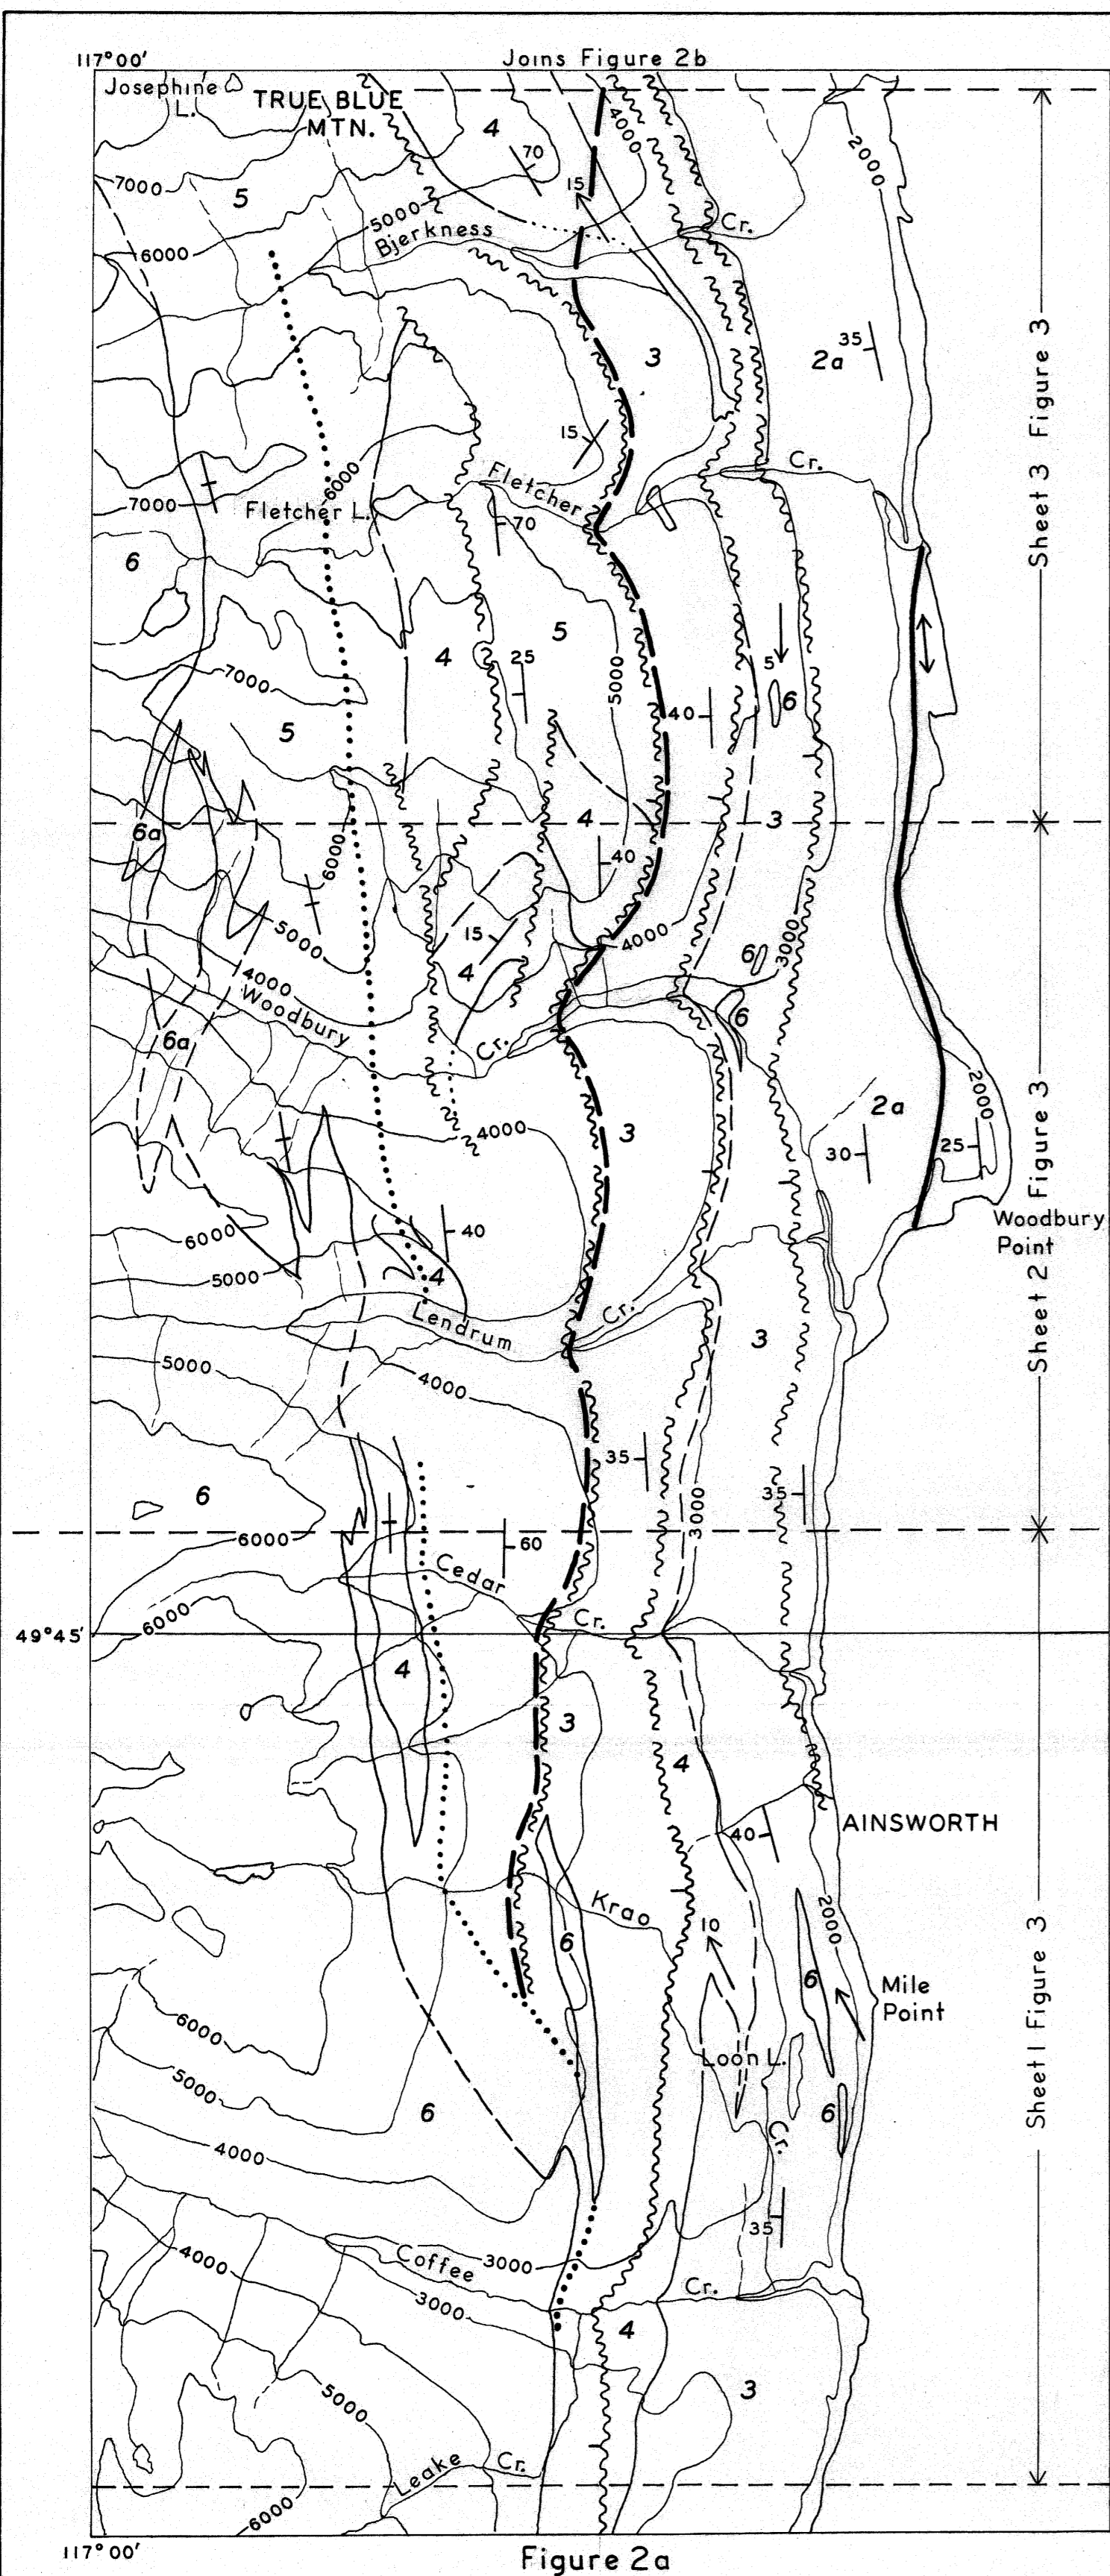 117°00'
Joins Figure 2b
Josephine
L.
TRUE BLUE
MTN.
4
4000
2000
70
7000
5
15
5000
Bjerkness
Cr.
6000
35
3
2a
15
Cr.
Fletcher
6000
7000
Fletcher L.
70
6
5
4
25
5000
5
7000
40
6
5
Sheet 3 Figure 3
6a
4
3
6000
40
15
5000
4000
3000
6
4
4000
Woodbury
6
6a
Cr.
2000
2a
4000
3
30
25
Woodbury
Point
6000
40
5000
4
Cr.
Lendrum
3
Sheet 2 Figure 3
5000
4000
35
35
3000
6
6000
60
Cedar
Cr.
6000
49°45'
4
3
4
AINSWORTH
40
Krao
2000
10
6
6
Mile
Point
6000
Loon L.
5000
6
6
Cr.
Sheet 1 Figure 3
4000
35
4000
Coffee
3000
3000
Cr.
4
3
5000
Leake
Cr.
6000
117°00'
Figure 2a